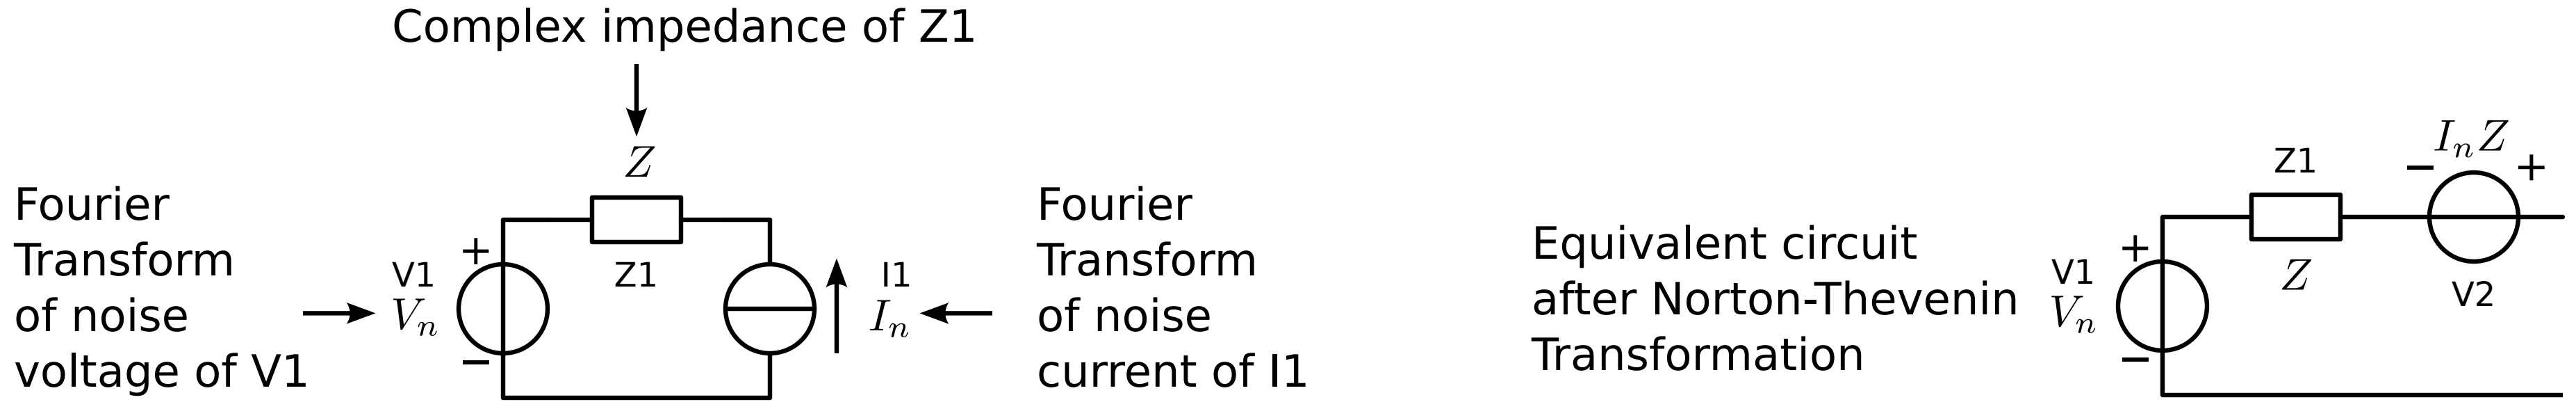 Complex impedance of Z1
Z
Z1
Fourier
Transform
of noise
voltage of V1
+
V1
Vn
−
I1
In
Fourier
Transform
of noise
current of I1
Equivalent circuit
after Norton-Thevenin
Transformation
+
V1
Vn
−
Z1
Z
InZ
− +
V2